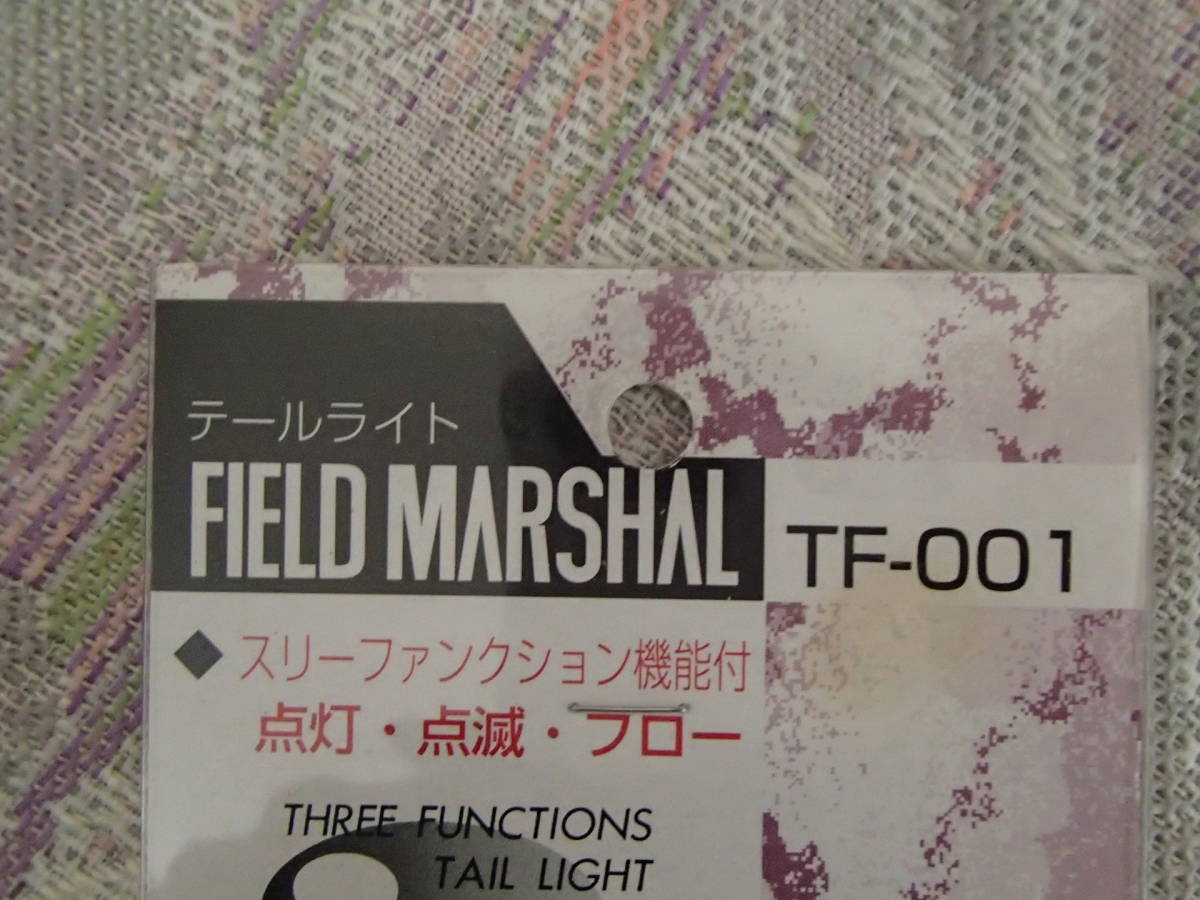 テールライト
FIELD MARSHAL
TF-001
◆スリーファンクション機能付
点灯・点滅・フロー
THREE FUNCTIONS
TAIL LIGHT